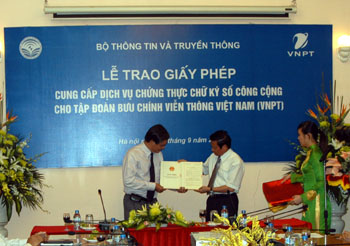 BỘ THÔNG TIN VÀ TRUYỀN THÔNG
VNPT
LỄ TRAO GIẤY PHÉP
CUNG CẤP DỊCH VỤ CHỨNG THỰC CHỮ KÝ SỐ CÔNG CỘNG
CHO TẬP ĐOÀN BƯU CHÍNH VIỄN THÔNG VIỆT NAM (VNPT)
Hà nội 9 năm